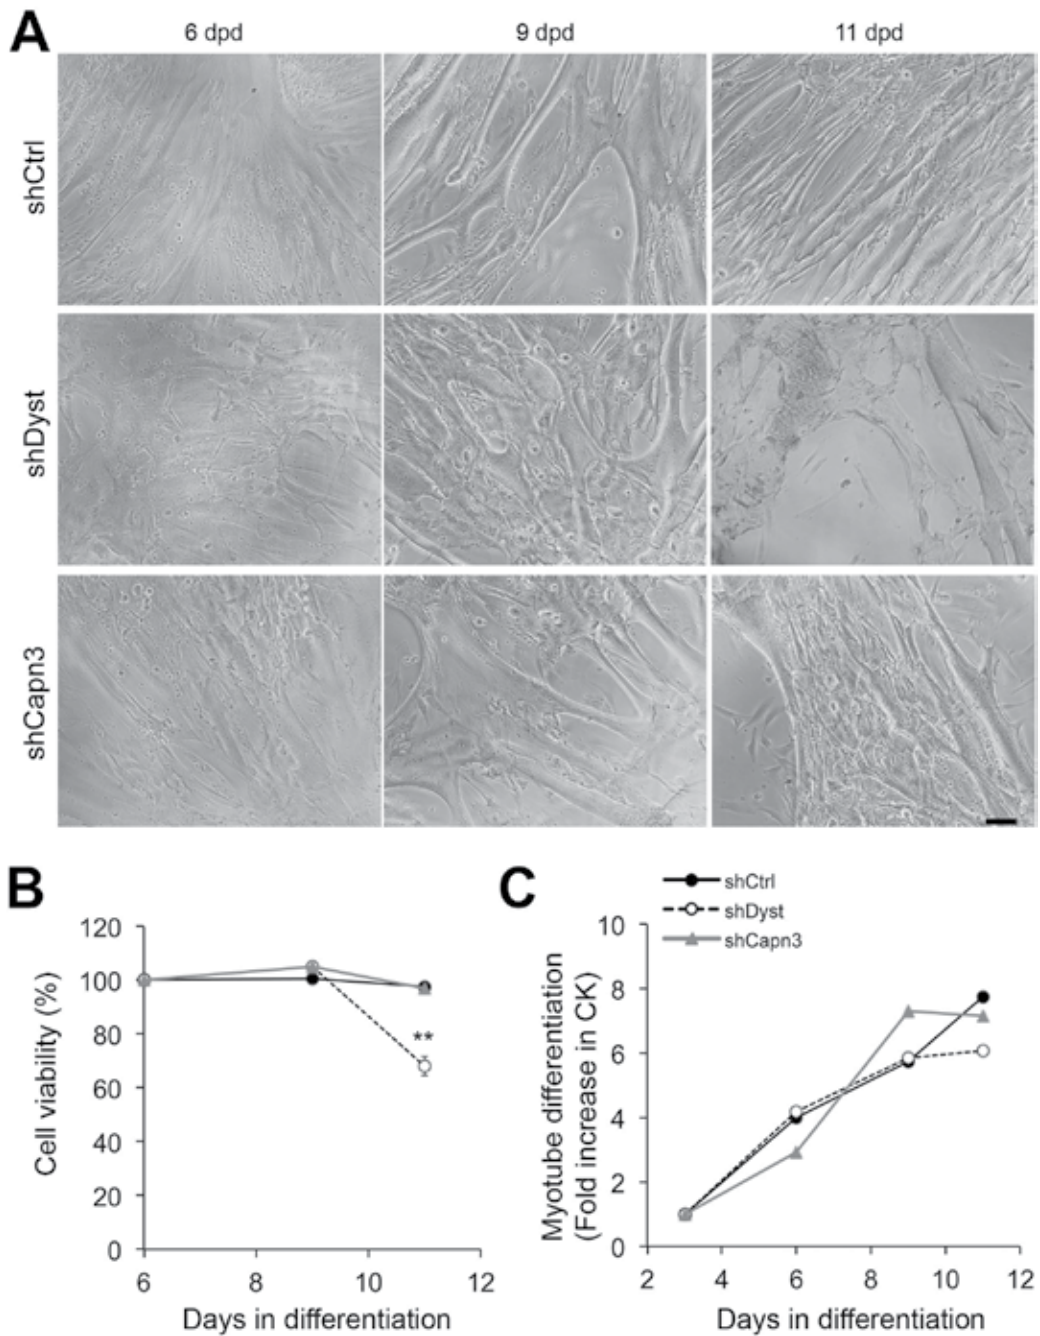 A
6 dpd
9 dpd
11 dpd
shCtrl
shDyst
shCapn3
B
120
100
80
60
40
20
0
Cell viability (%)
**
6
8
10
12
Days in differentiation
C
shCtrl
shDyst
shCapn3
10
8
6
4
2
0
Myotube differentiation
(Fold increase in CK)
2
4
6
8
10
12
Days in differentiation